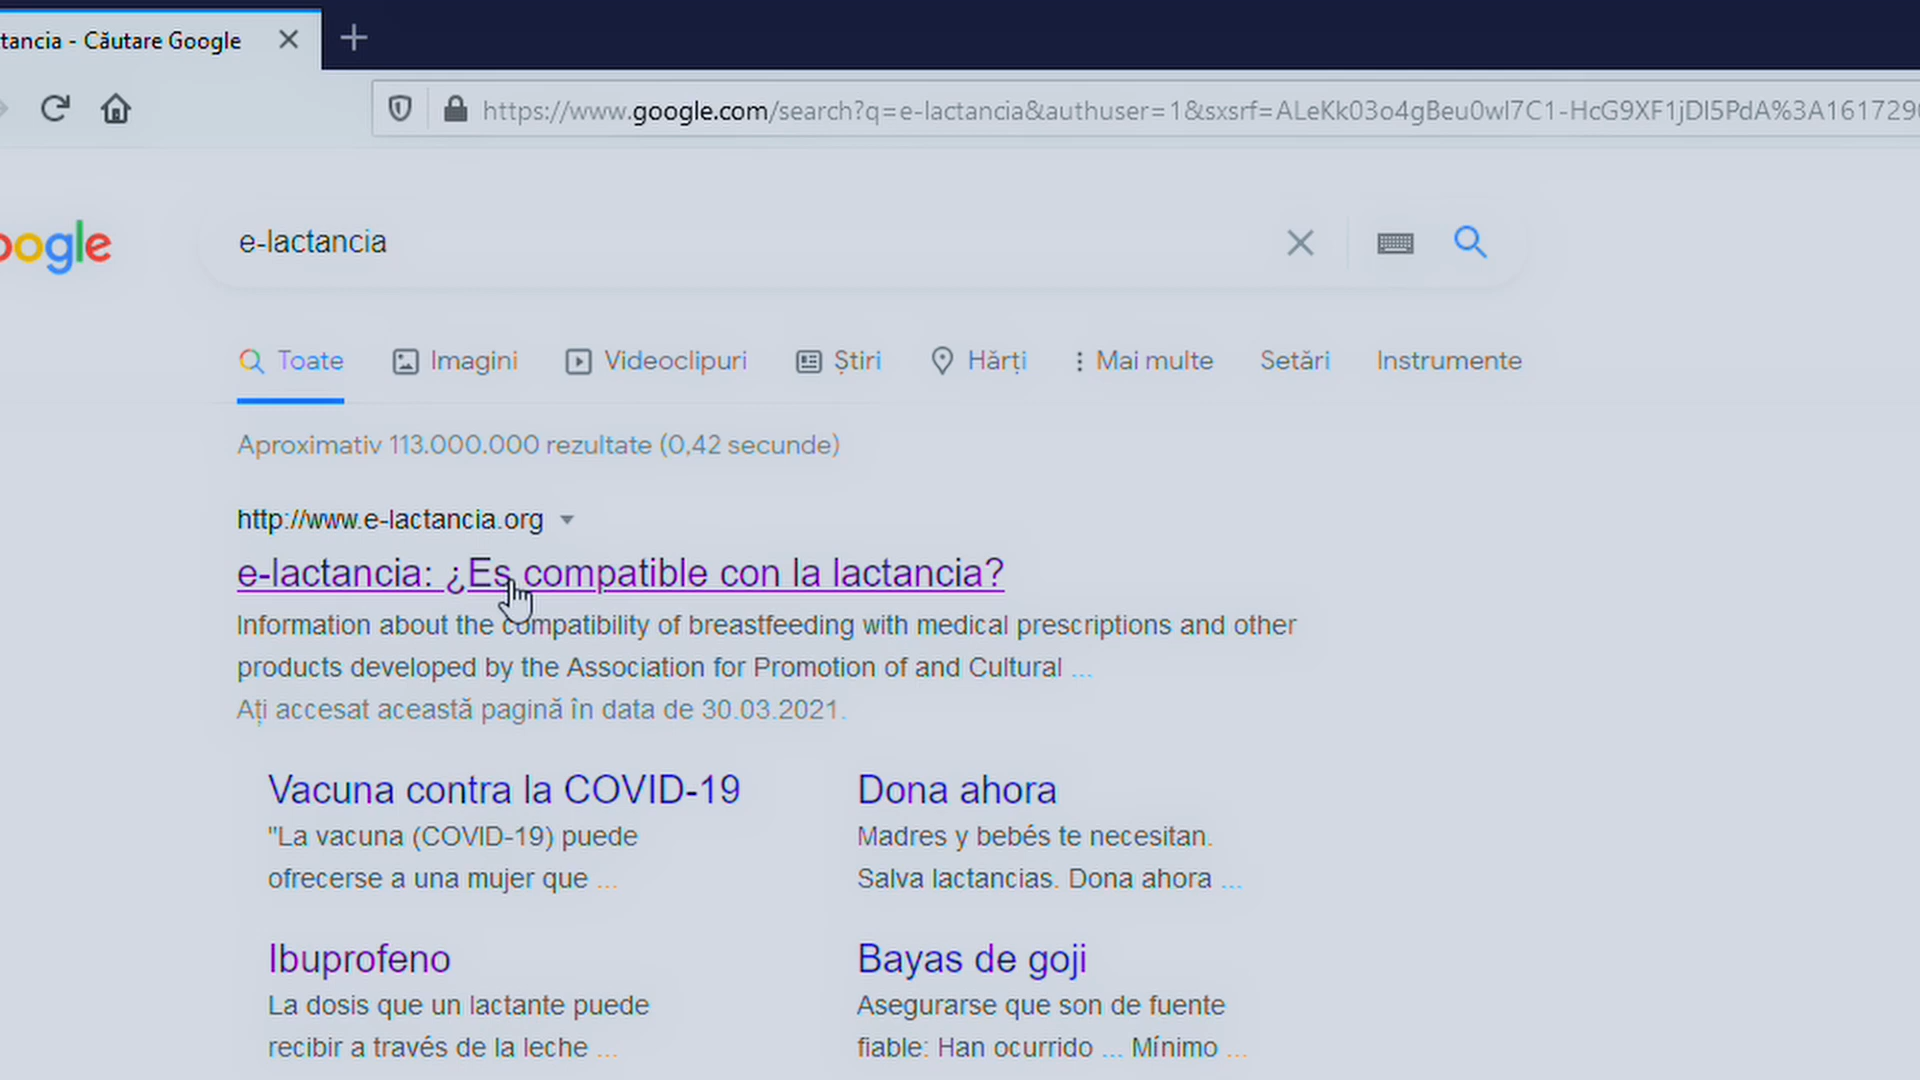 tancia - Căutare Google
https://www.google.com/search?q=e-lactancia&authuser=1&sxsrf=ALeKk03o4gBeu0wI7C1-HcG9XF1jDI5PdA%3A161729
oogle
e-lactancia
Toate Imagini Videoclipuri Știri Hărți Mai multe Setări Instrumente
Aproximativ 113.000.000 rezultate (0,42 secunde)
http://www.e-lactancia.org
e-lactancia: ¿Es compatible con la lactancia?
Information about the compatibility of breastfeeding with medical prescriptions and other
products developed by the Association for Promotion of and Cultural ...
Ați accesat această pagină în data de 30.03.2021.
Vacuna contra la COVID-19
"La vacuna (COVID-19) puede
ofrecerse a una mujer que ...
Dona ahora
Madres y bebés te necesitan.
Salva lactancias. Dona ahora ...
Ibuprofeno
La dosis que un lactante puede
recibir a través de la leche ...
Bayas de goji
Asegurarse que son de fuente
fiable: Han ocurrido ... Mínimo ...